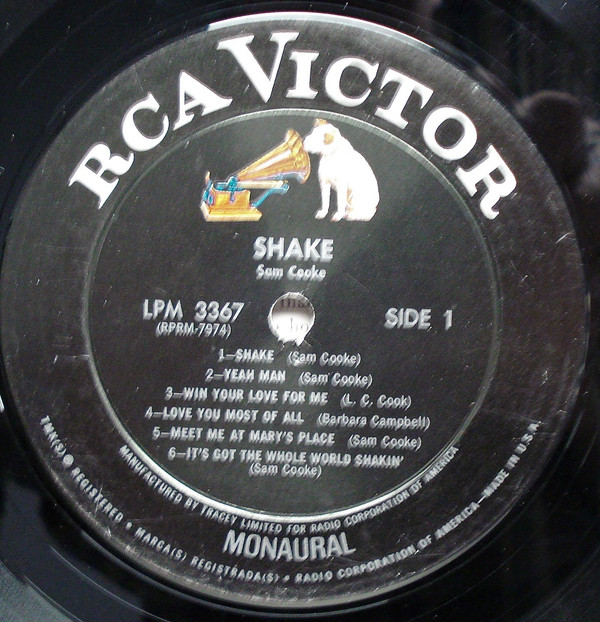 RCA VICTOR
SHAKE
Sam Cooke
LPM 3367
(RPRM-7974)
SIDE 1
1—SHAKE (Sam Cooke)
2—YEAH MAN (Sam Cooke)
3—WIN YOUR LOVE FOR ME (L. C. Cook)
4—LOVE YOU MOST OF ALL (Barbara Campbell)
5—MEET ME AT MARY'S PLACE (Sam Cooke)
6—IT'S GOT THE WHOLE WORLD SHAKIN'
(Sam Cooke)
MANUFACTURED BY TRACEY LIMITED FOR RADIO CORPORATION OF AMERICA
MONAURAL
TMK(S) ® REGISTERED • MARCA(S) REGISTRADA(S) • RADIO CORPORATION OF AMERICA—MADE IN U.S.A.